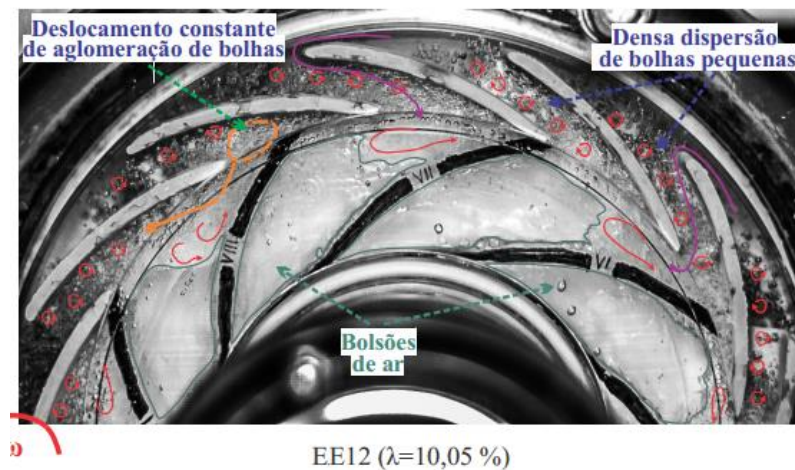 Deslocamento constante
de aglomeração de bolhas
Densa dispersão
de bolhas pequenas
VII
VIII
VI
Bolsões
de ar
ω
EE12 (λ=10,05 %)